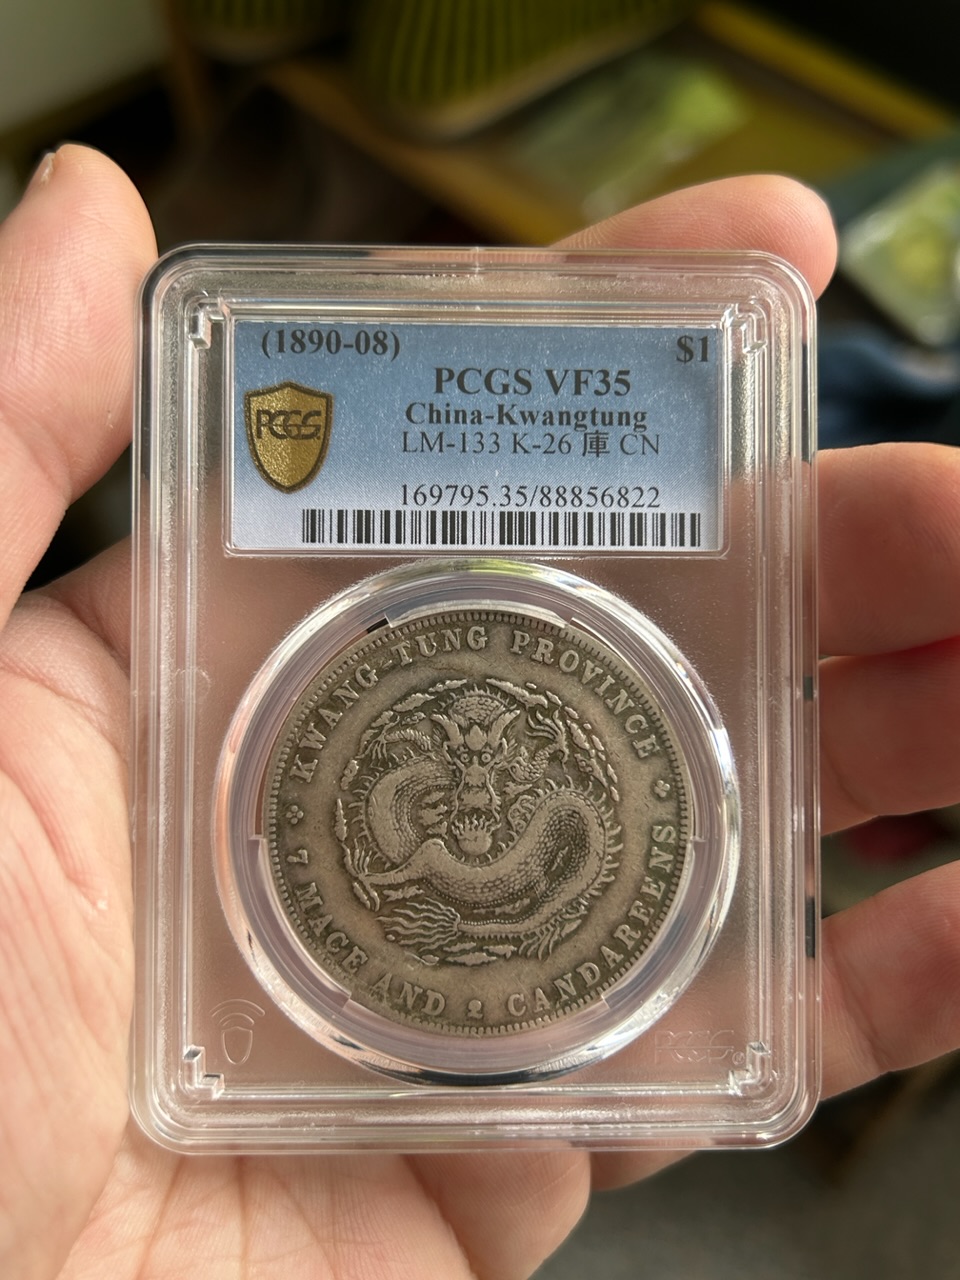 (1890-08) $1
PCGS VF35
China-Kwangtung
LM-133 K-26 庫 CN
169795.35/88856822
PCGS
KWANG-TUNG PROVINCE
7 MACE AND 2 CANDAREENS
PCGS